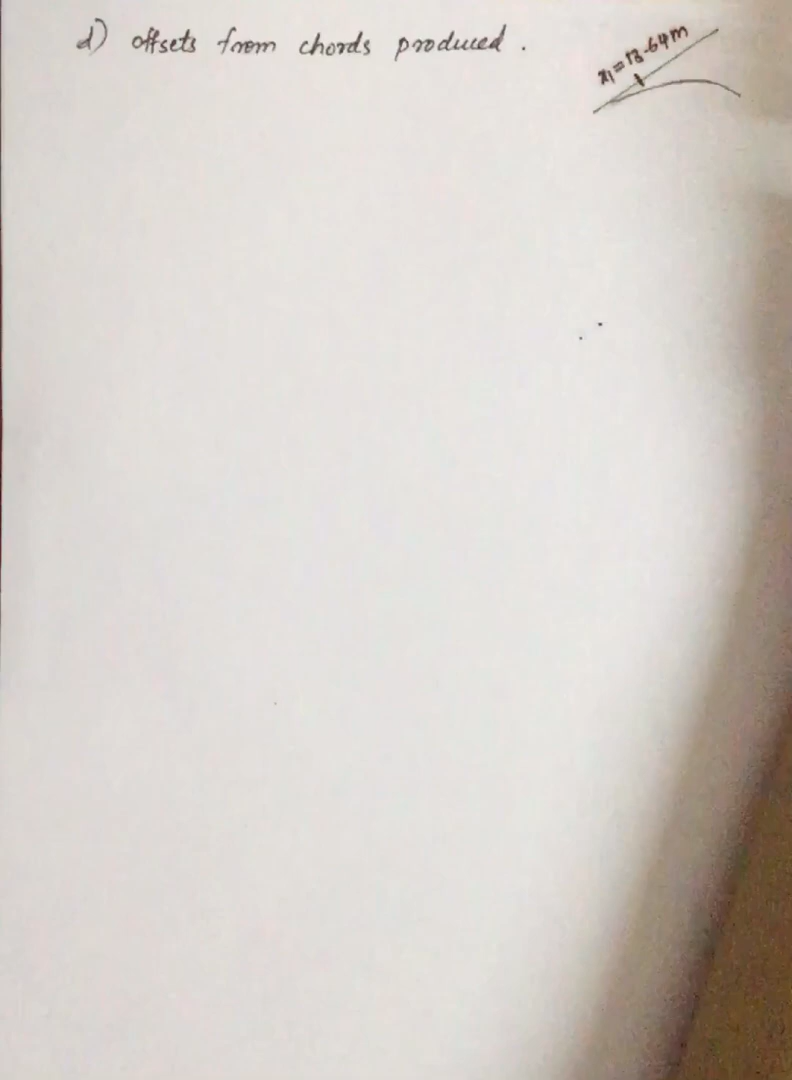 d) offsets from chords produced.
x₁=13.64m